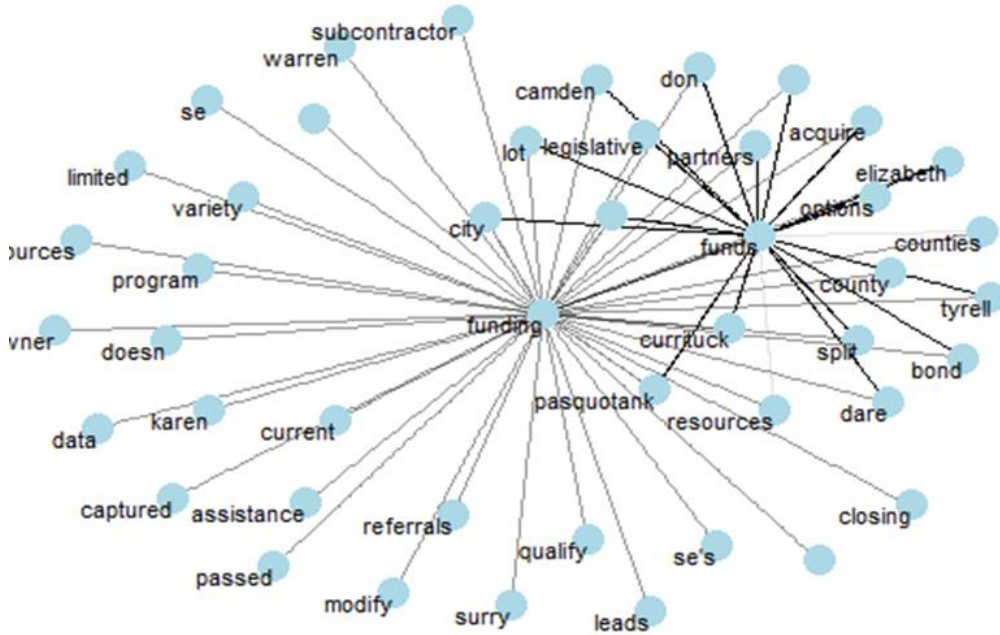 subcontractor
warren
don
camden
se
acquire
lot
legislative
partners
limited
elizabeth
variety
options
city
ources
funds
counties
program
county
tyrell
funding
vner
doesn
currituck
split
bond
pasquotank
karen
resources
dare
data
current
captured
assistance
referrals
closing
qualify
se's
passed
modify
surry
leads